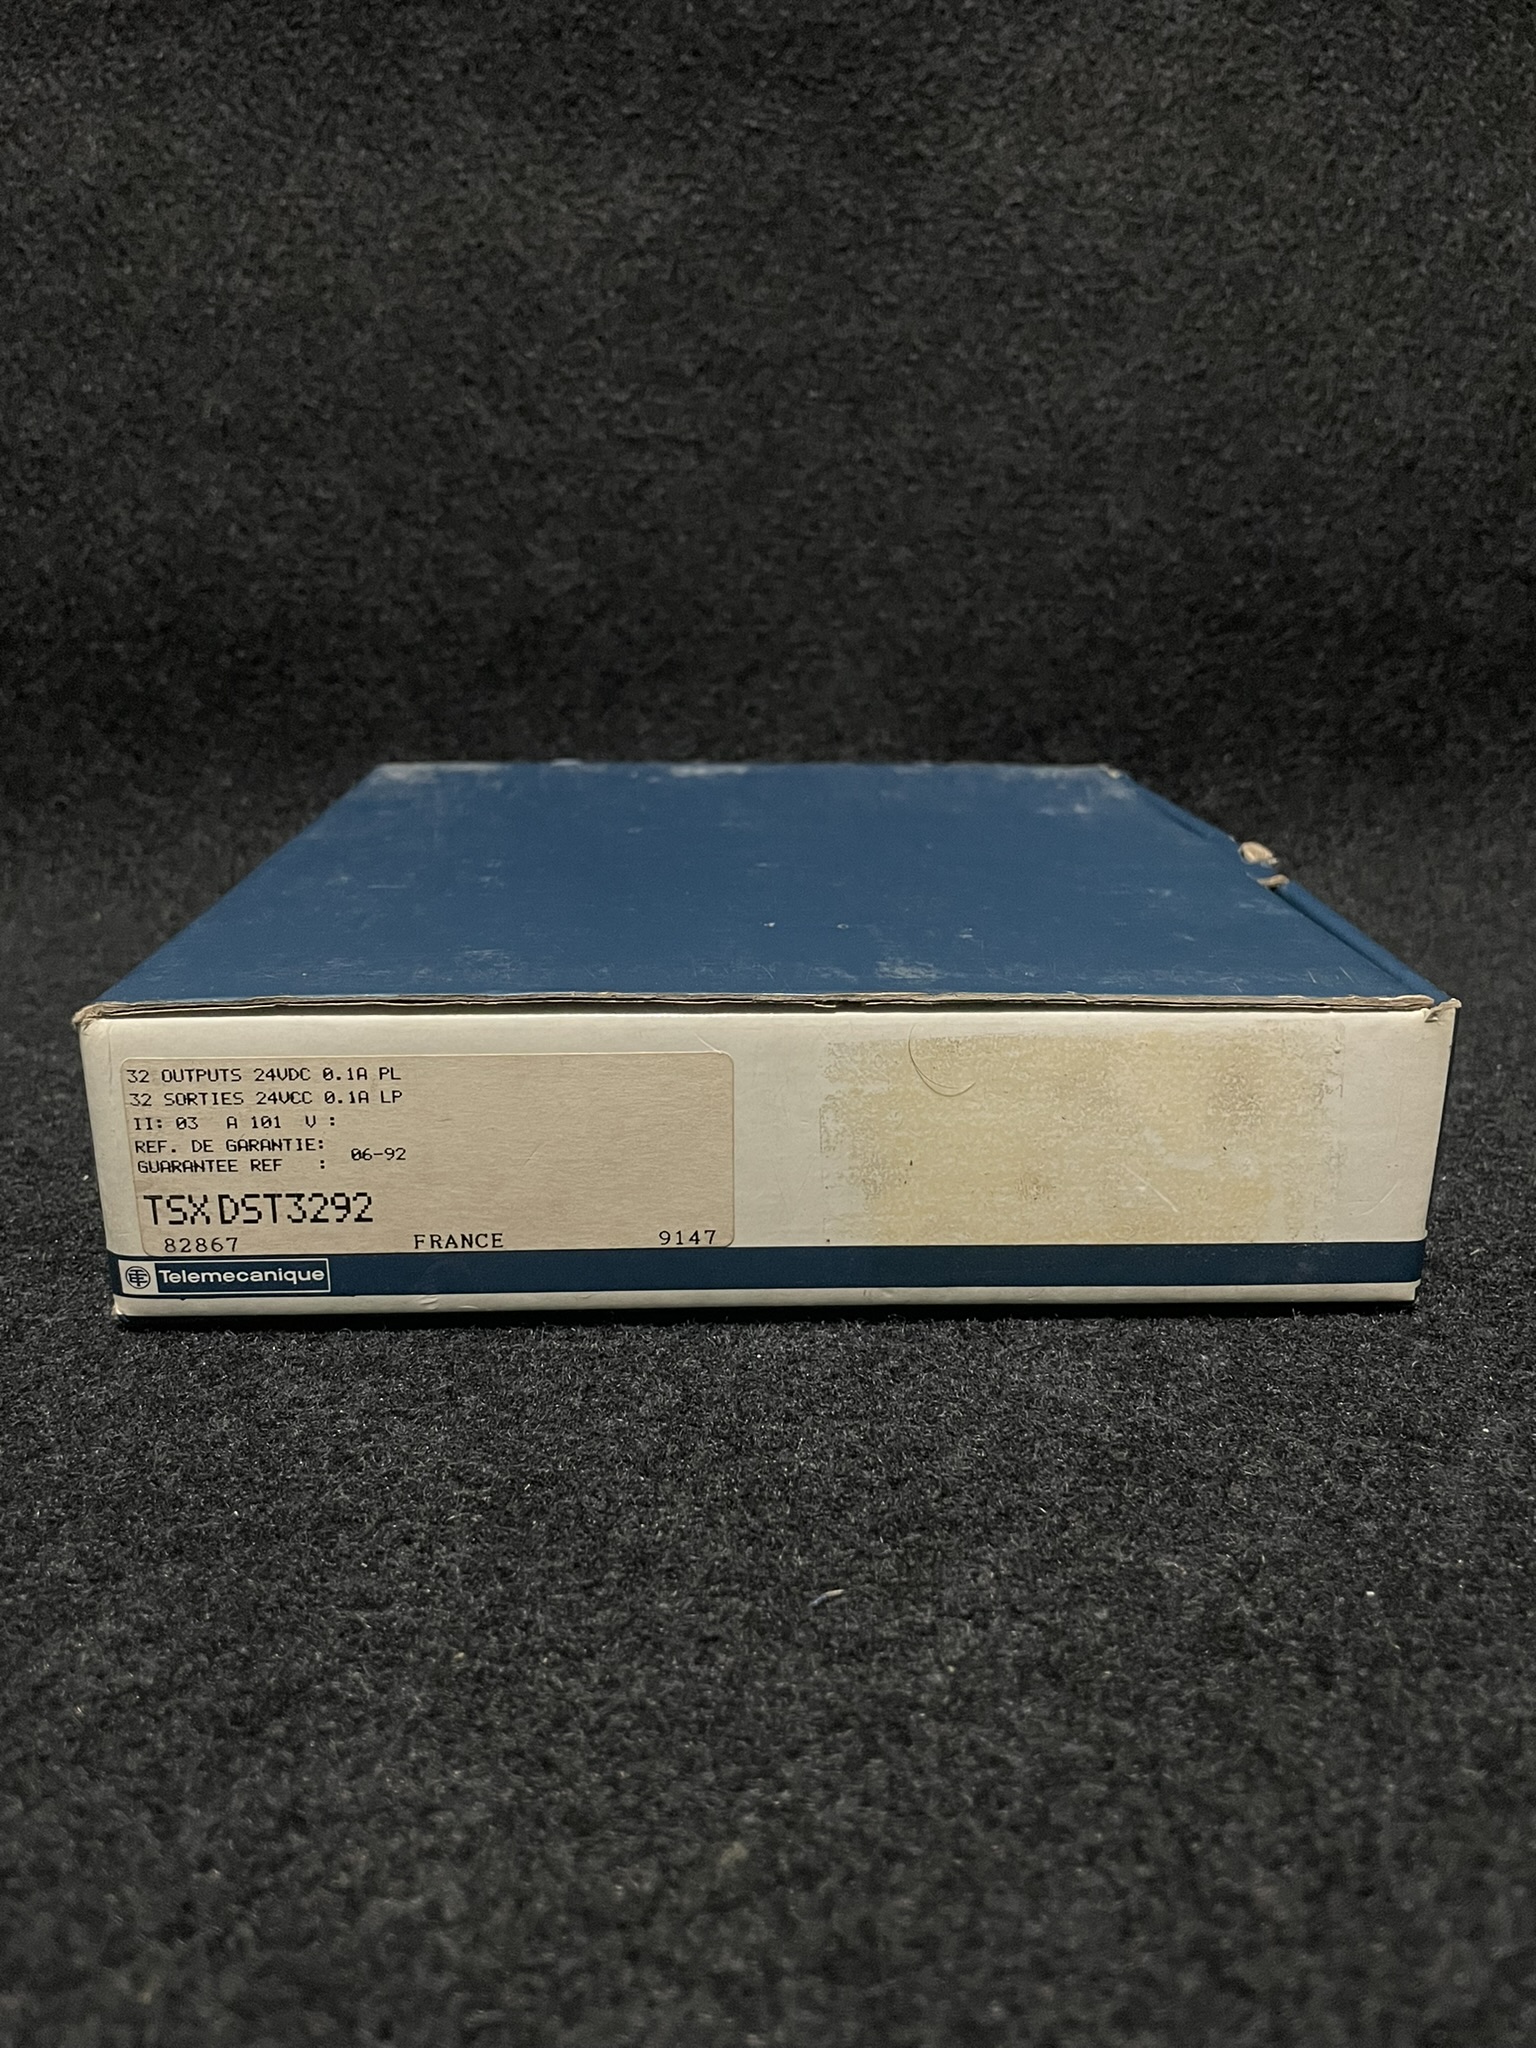 32 OUTPUTS 24VDC 0.1A PL
32 SORTIES 24VCC 0.1A LP
II: 03 A 101 V :
REF. DE GARANTIE:
GUARANTEE REF : 06-92
TSX DST3292
82867 FRANCE 9147
TE Telemecanique